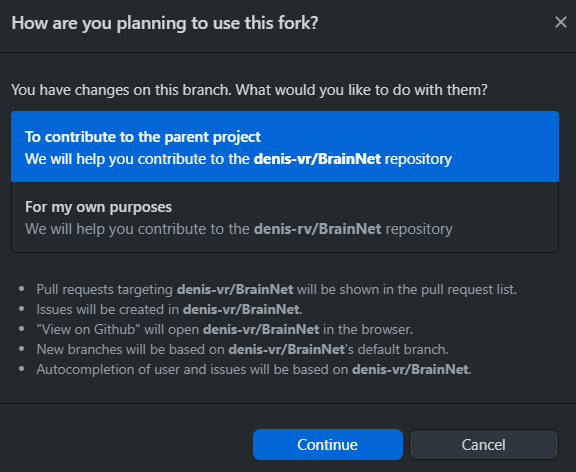 How are you planning to use this fork?
You have changes on this branch. What would you like to do with them?
To contribute to the parent project
We will help you contribute to the denis-vr/BrainNet repository
For my own purposes
We will help you contribute to the denis-rv/BrainNet repository
• Pull requests targeting denis-vr/BrainNet will be shown in the pull request list.
• Issues will be created in denis-vr/BrainNet.
• "View on Github" will open denis-vr/BrainNet in the browser.
• New branches will be based on denis-vr/BrainNet's default branch.
• Autocompletion of user and issues will be based on denis-vr/BrainNet.
Continue
Cancel